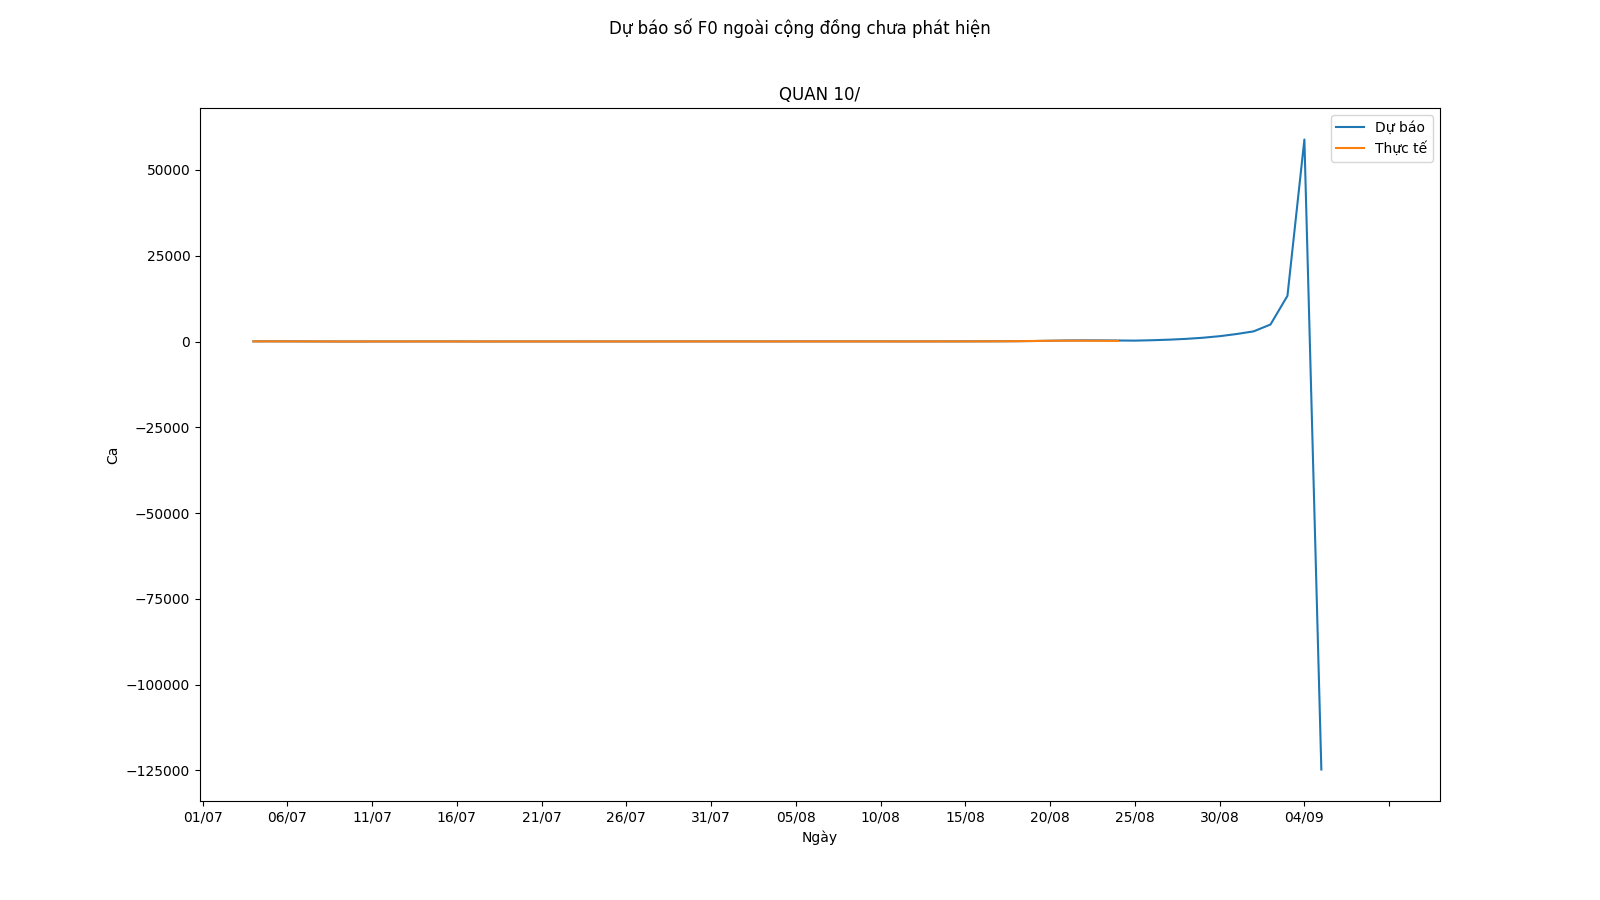 Dự báo số F0 ngoài cộng đồng chưa phát hiện
QUAN 10/
Dự báo
Thực tế
50000
25000
0
−25000
−50000
−75000
−100000
−125000
Ca
01/07 06/07 11/07 16/07 21/07 26/07 31/07 05/08 10/08 15/08 20/08 25/08 30/08 04/09
Ngày